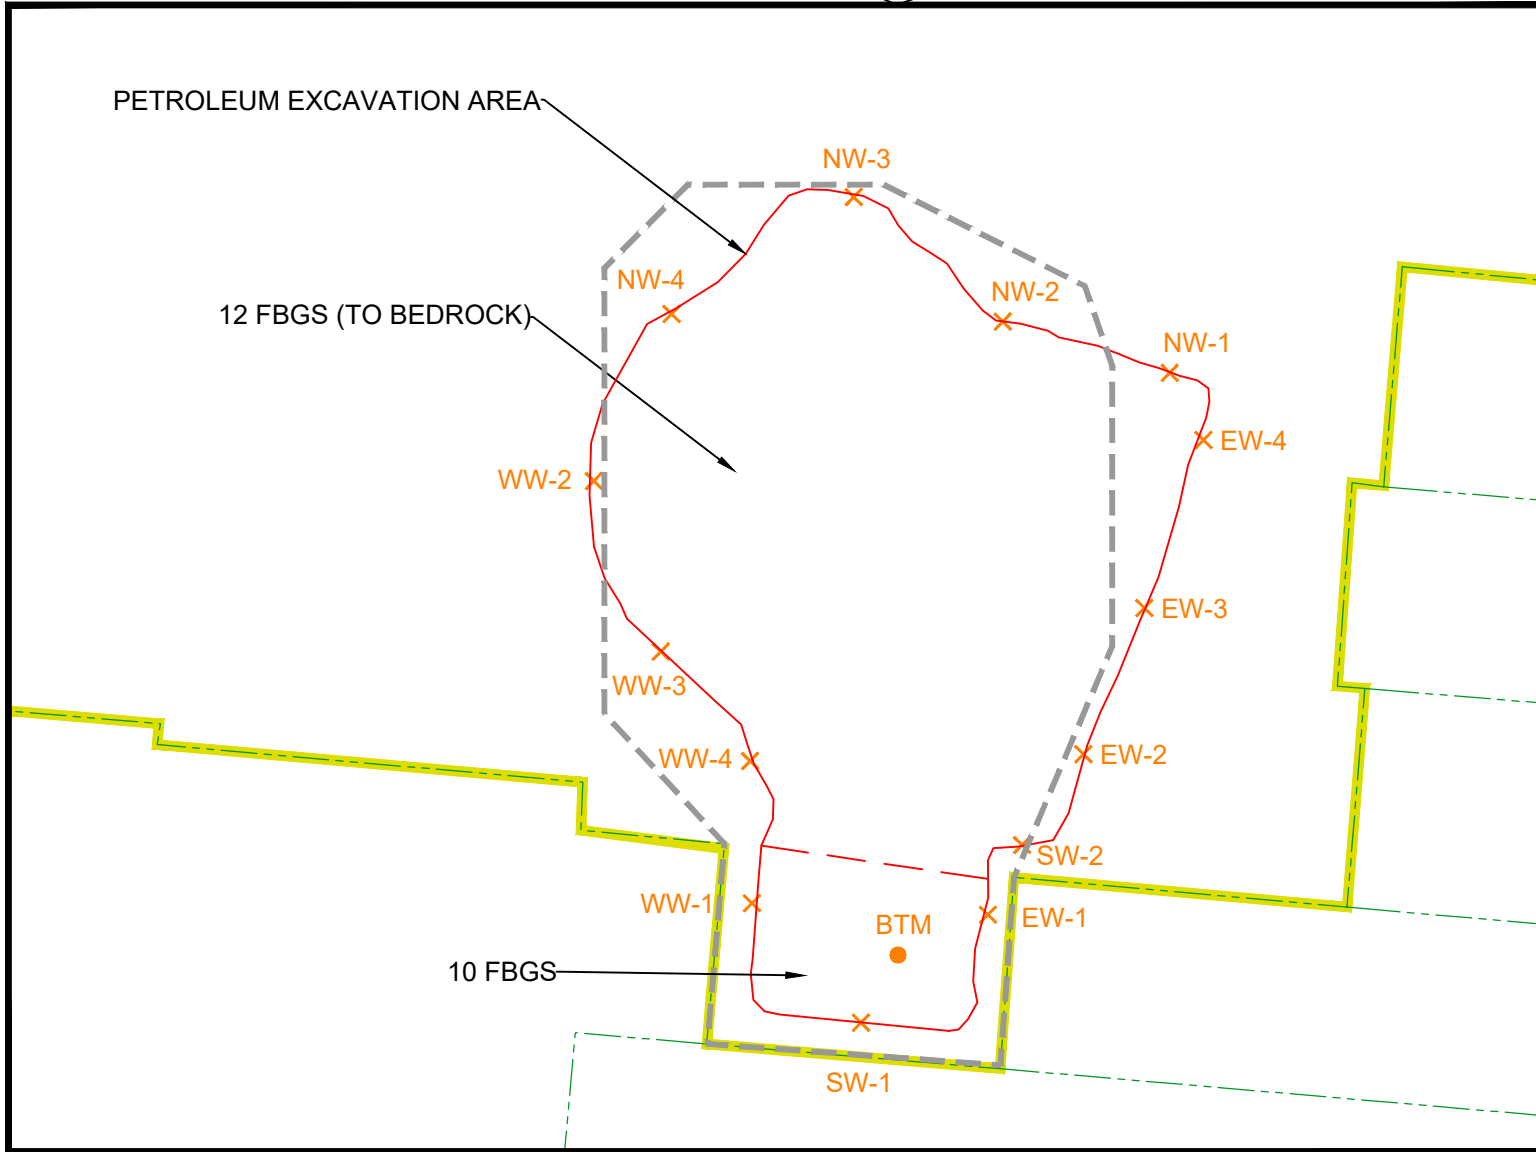 PETROLEUM EXCAVATION AREA
NW-3
NW-4
NW-2
12 FBGS (TO BEDROCK)
NW-1
EW-4
WW-2
EW-3
WW-3
EW-2
WW-4
SW-2
WW-1
EW-1
BTM
10 FBGS
SW-1